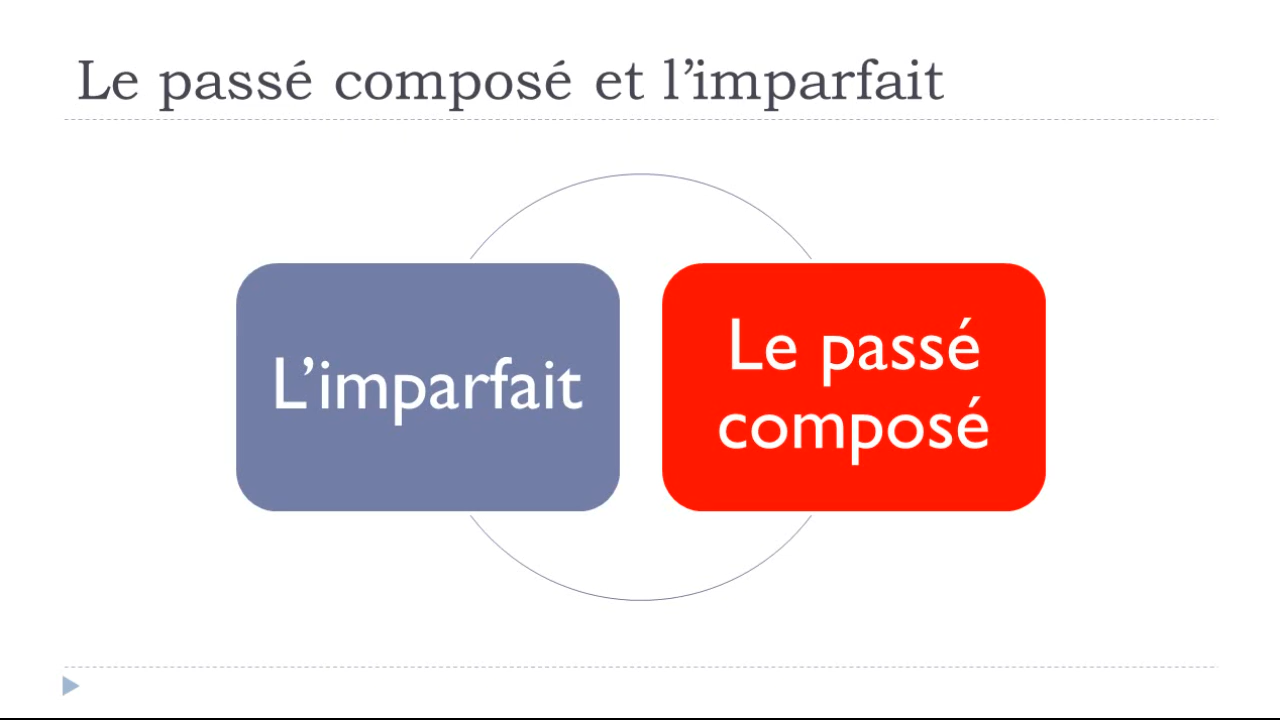 Le passé composé et l’imparfait
L’imparfait
Le passé
composé